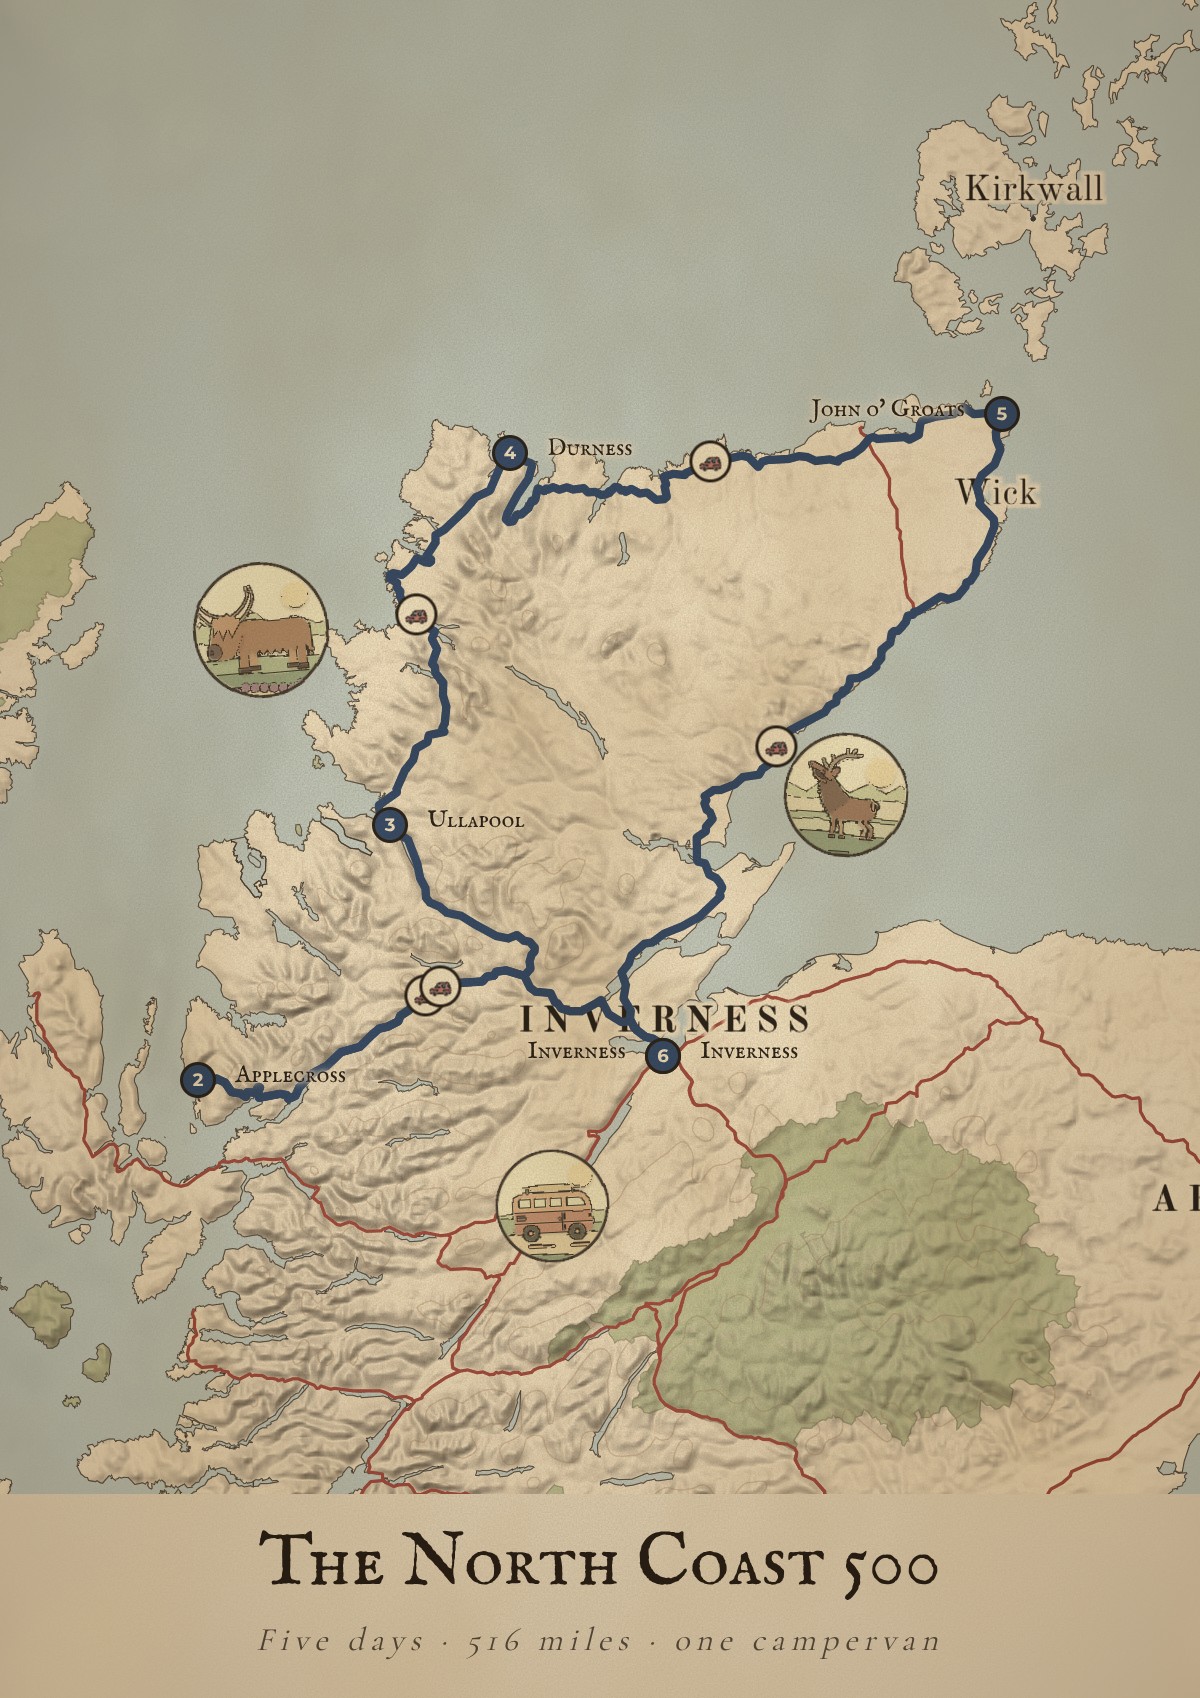 Kirkwall
John o' Groats
5
4
Durness
Wick
3
Ullapool
INVERNESS
Inverness
6
Inverness
2
Applecross
The North Coast 500
Five days · 516 miles · one campervan